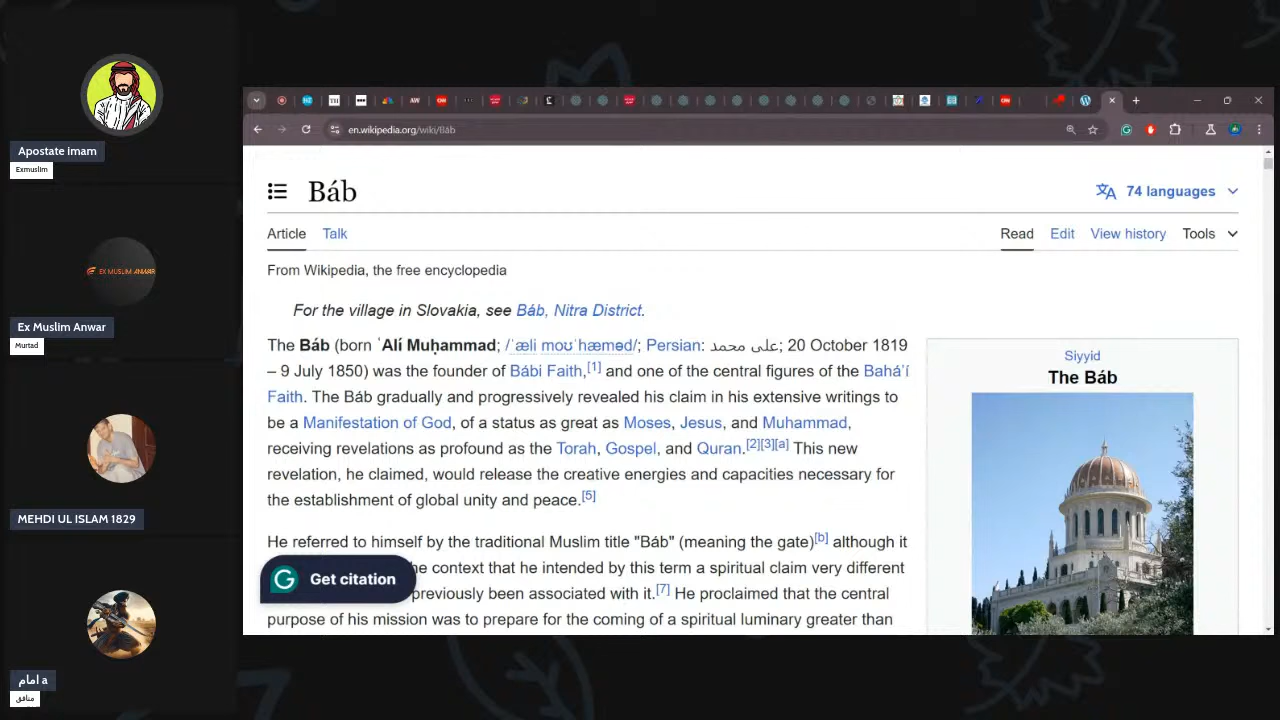 Apostate imam
Exmuslim
EX MUSLIM ANWAR
Ex Muslim Anwar
Murtad
MEHDI UL ISLAM 1829
امام a
منافق
en.wikipedia.org/wiki/Báb
Báb
74 languages
Article Talk
Read Edit View history Tools
From Wikipedia, the free encyclopedia
For the village in Slovakia, see Báb, Nitra District.
The Báb (born ʿAlí Muḥammad; /ˈæli moʊˈhæməd/; Persian: علی محمد; 20 October 1819
– 9 July 1850) was the founder of Bábi Faith,[1] and one of the central figures of the Bahá’í
Faith. The Báb gradually and progressively revealed his claim in his extensive writings to
be a Manifestation of God, of a status as great as Moses, Jesus, and Muhammad,
receiving revelations as profound as the Torah, Gospel, and Quran.[2][3][a] This new
revelation, he claimed, would release the creative energies and capacities necessary for
the establishment of global unity and peace.[5]
He referred to himself by the traditional Muslim title "Báb" (meaning the gate)[b] although it
he context that he intended by this term a spiritual claim very different
previously been associated with it.[7] He proclaimed that the central
purpose of his mission was to prepare for the coming of a spiritual luminary greater than
Get citation
Siyyid
The Báb